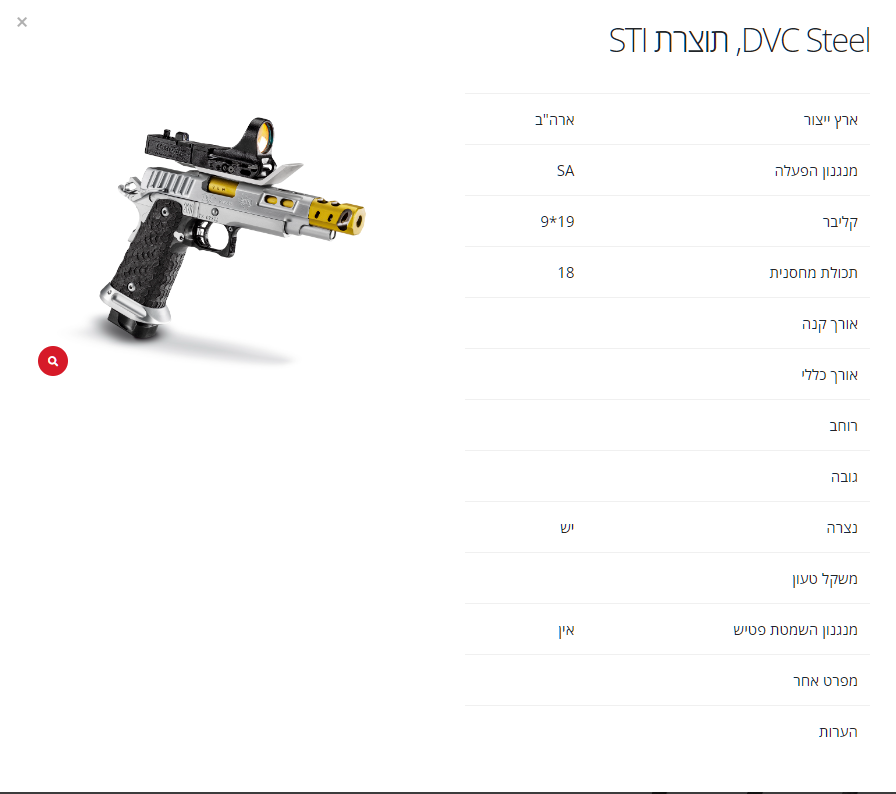 DVC Steel, תוצרת STI
ארץ ייצור ארה"ב
מנגנון הפעלה SA
קליבר 9*19
תכולת מחסנית 18
אורך קנה
אורך כללי
רוחב
גובה
נצרה יש
משקל טעון
מנגנון השמטת פטיש אין
מפרט אחר
הערות